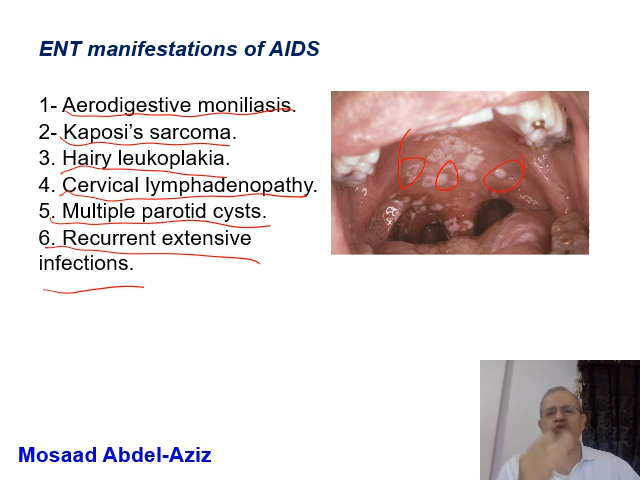 ENT manifestations of AIDS
1- Aerodigestive moniliasis.
2- Kaposi's sarcoma.
3. Hairy leukoplakia.
4. Cervical lymphadenopathy.
5. Multiple parotid cysts.
6. Recurrent extensive
infections.
Mosaad Abdel-Aziz